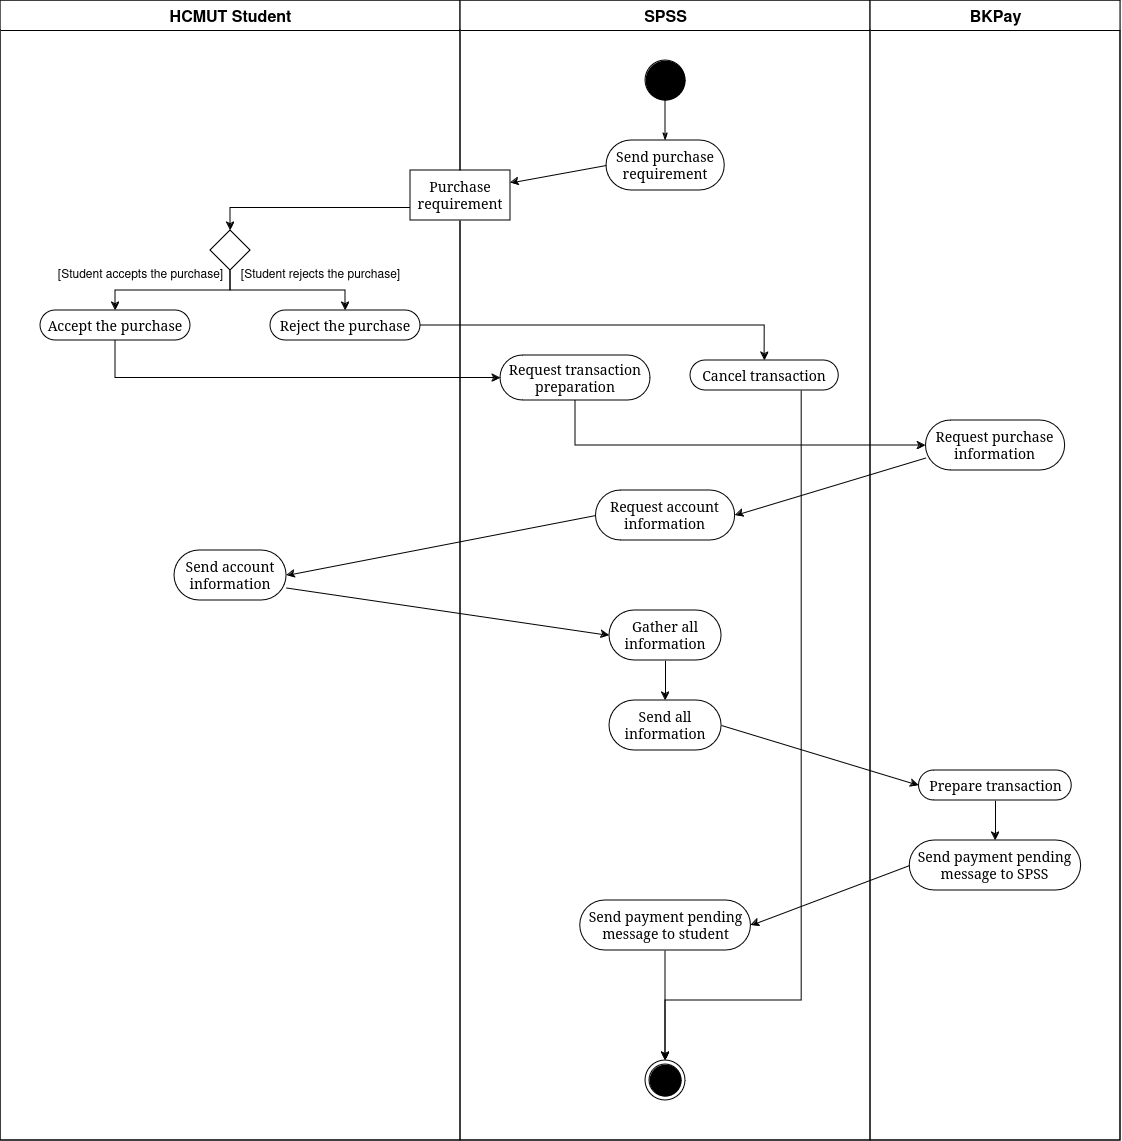 HCMUT Student
SPSS
BKPay
Send purchase
requirement
Purchase
requirement
[Student accepts the purchase]
[Student rejects the purchase]
Accept the purchase
Reject the purchase
Request transaction
preparation
Cancel transaction
Request purchase
information
Request account
information
Send account
information
Gather all
information
Send all
information
Prepare transaction
Send payment pending
message to SPSS
Send payment pending
message to student